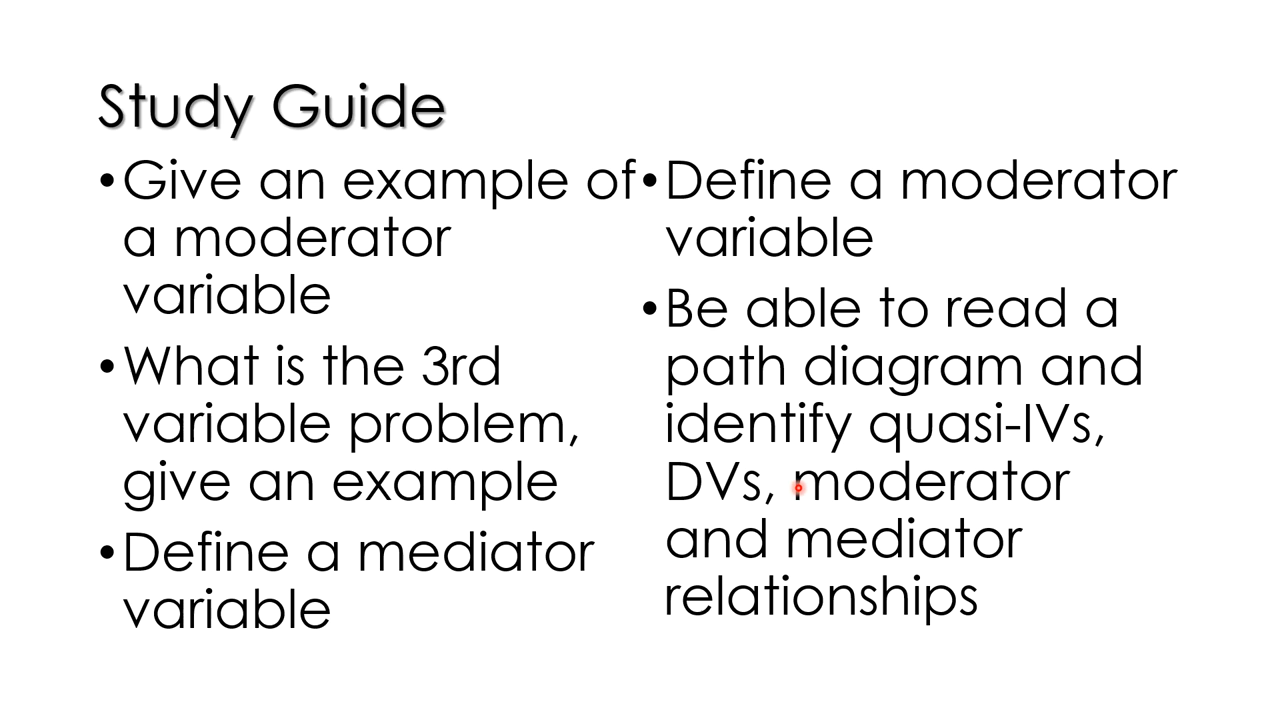 Study Guide
•Give an example of
a moderator
variable
•What is the 3rd
variable problem,
give an example
•Define a mediator
variable
•Define a moderator
variable
•Be able to read a
path diagram and
identify quasi-IVs,
DVs, moderator
and mediator
relationships